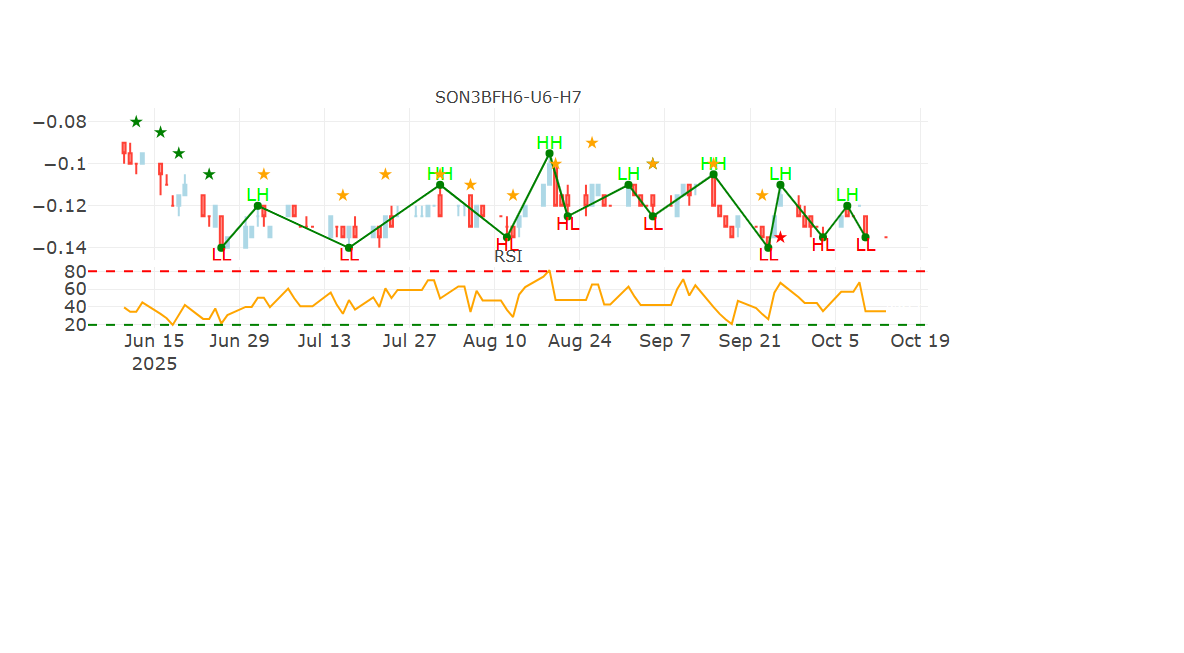 SON3BFH6-U6-H7
−0.08
−0.1
−0.12
−0.14
HH
HH
LH
HH
LH
LH
LH
HL
LL
LL
LL
HL
HL
LL
LL
RSI
80
60
40
20
Jun 15
2025
Jun 29
Jul 13
Jul 27
Aug 10
Aug 24
Sep 7
Sep 21
Oct 5
Oct 19